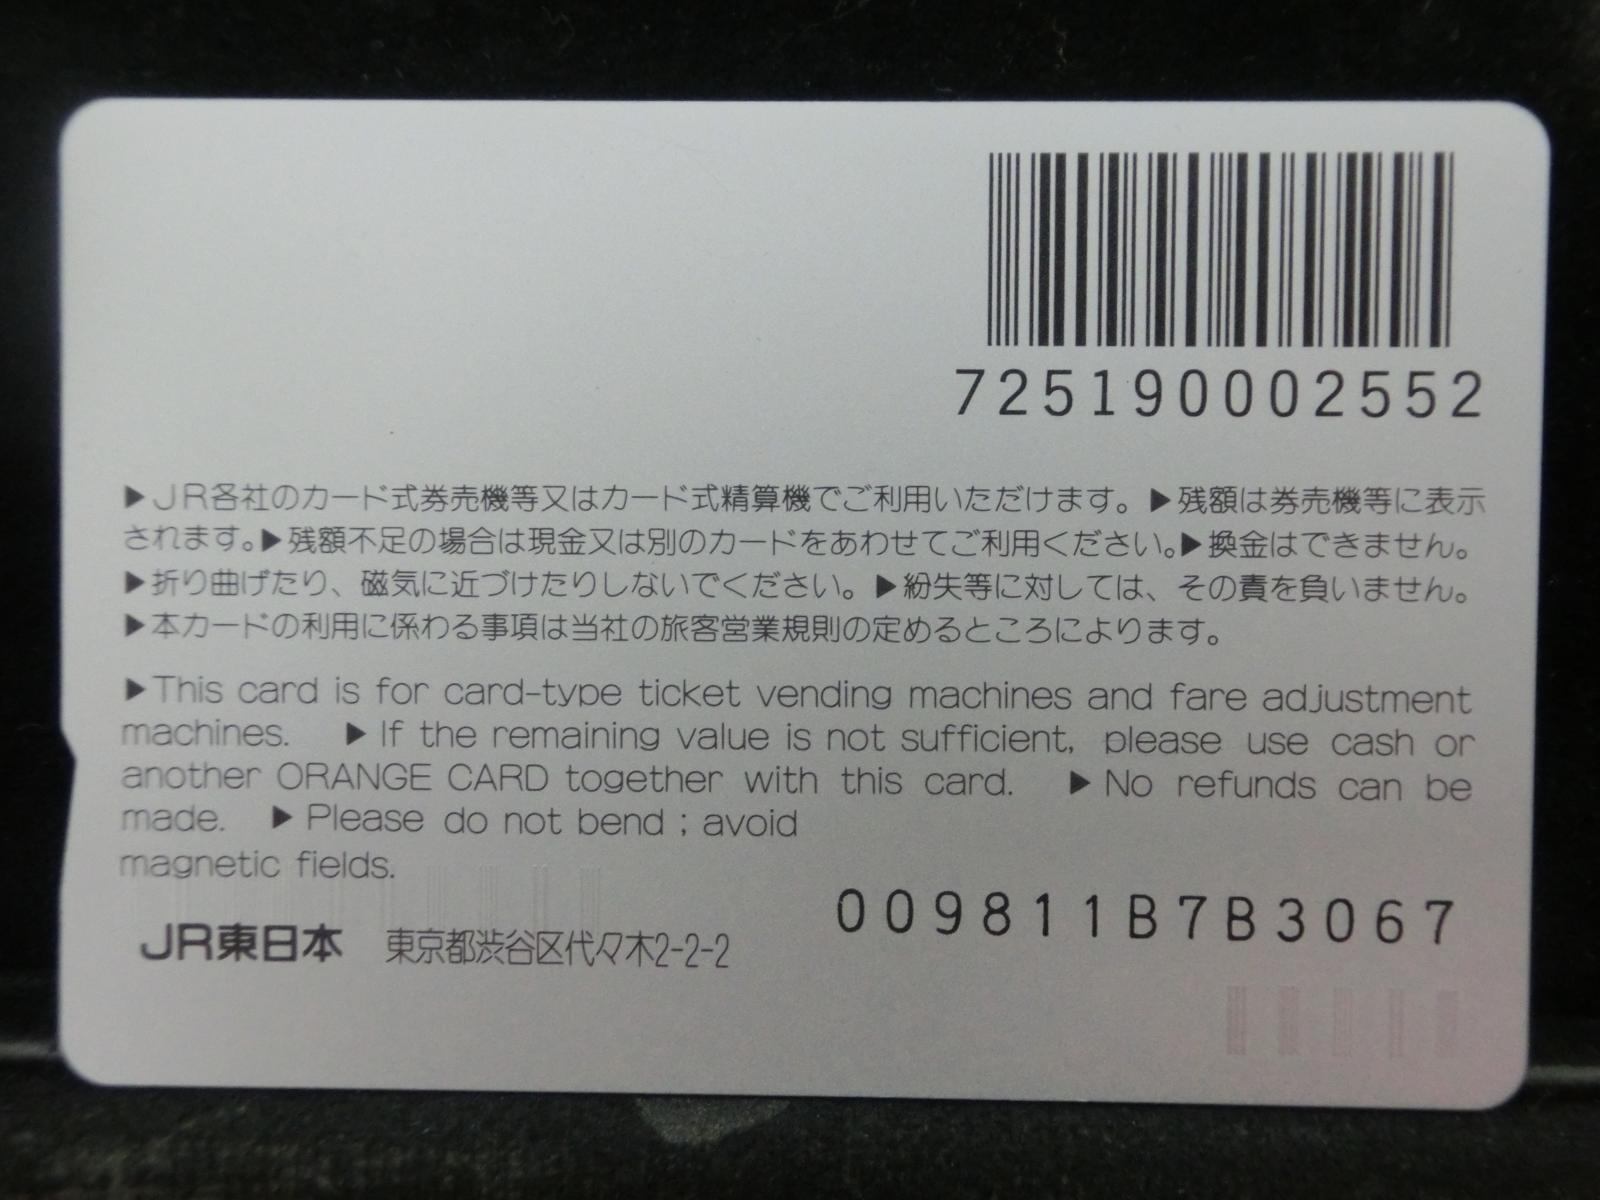 725190002552
▶JR各社のカード式券売機等又はカード式精算機でご利用いただけます。▶残額は券売機等に表示
されます。▶残額不足の場合は現金又は別のカードをあわせてご利用ください。▶換金はできません。
▶折り曲げたり、磁気に近づけたりしないでください。▶紛失等に対しては、その責を負いません。
▶本カードの利用に係わる事項は当社の旅客営業規則の定めるところによります。
▶This card is for card-type ticket vending machines and fare adjustment
machines. ▶If the remaining value is not sufficient, please use cash or
another ORANGE CARD together with this card. ▶No refunds can be
made. ▶Please do not bend ; avoid
magnetic fields.
009811B7B3067
JR東日本 東京都渋谷区代々木2-2-2